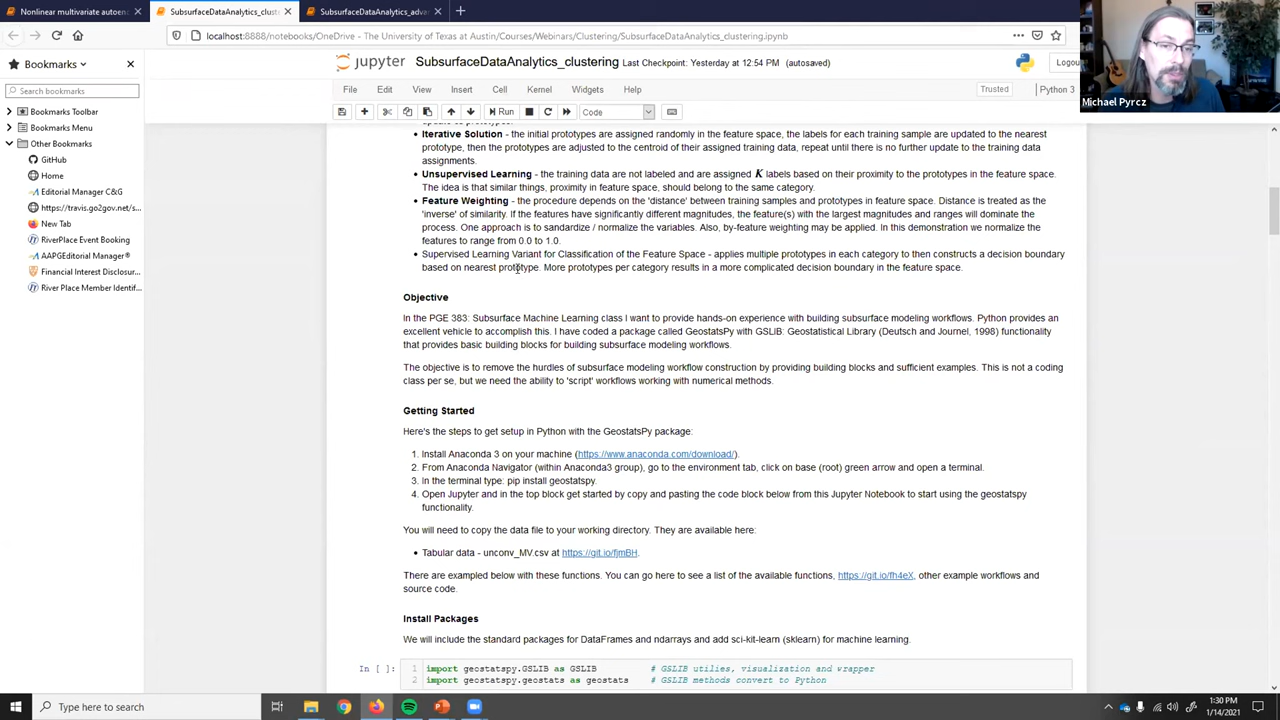 Nonlinear multivariate autoen
SubsurfaceDataAnalytics_cluste
SubsurfaceDataAnalytics_advan
localhost:8888/notebooks/OneDrive - The University of Texas at Austin/Courses/Webinars/Clustering/SubsurfaceDataAnalytics_clustering.ipynb
Bookmarks
Search bookmarks
Bookmarks Toolbar
Bookmarks Menu
Other Bookmarks
GitHub
Home
Editorial Manager C&G
https://travis.go2gov.net/s...
New Tab
RiverPlace Event Booking
AAPGEditorial Manager®
Financial Interest Disclosur...
River Place Member Identif...
jupyter SubsurfaceDataAnalytics_clustering Last Checkpoint: Yesterday at 12:54 PM (autosaved)
Logou
File Edit View Insert Cell Kernel Widgets Help
Trusted Python 3
Run Code
Michael Pyrcz
Iterative Solution - the initial prototypes are assigned randomly in the feature space, the labels for each training sample are updated to the nearest
prototype, then the prototypes are adjusted to the centroid of their assigned training data, repeat until there is no further update to the training data
assignments.
Unsupervised Learning - the training data are not labeled and are assigned K labels based on their proximity to the prototypes in the feature space.
The idea is that similar things, proximity in feature space, should belong to the same category.
Feature Weighting - the procedure depends on the 'distance' between training samples and prototypes in feature space. Distance is treated as the
'inverse' of similarity. If the features have significantly different magnitudes, the feature(s) with the largest magnitudes and ranges will dominate the
process. One approach is to sandardize / normalize the variables. Also, by-feature weighting may be applied. In this demonstration we normalize the
features to range from 0.0 to 1.0.
Supervised Learning Variant for Classification of the Feature Space - applies multiple prototypes in each category to then constructs a decision boundary
based on nearest prototype. More prototypes per category results in a more complicated decision boundary in the feature space.
Objective
In the PGE 383: Subsurface Machine Learning class I want to provide hands-on experience with building subsurface modeling workflows. Python provides an
excellent vehicle to accomplish this. I have coded a package called GeostatsPy with GSLIB: Geostatistical Library (Deutsch and Journel, 1998) functionality
that provides basic building blocks for building subsurface modeling workflows.
The objective is to remove the hurdles of subsurface modeling workflow construction by providing building blocks and sufficient examples. This is not a coding
class per se, but we need the ability to 'script' workflows working with numerical methods.
Getting Started
Here's the steps to get setup in Python with the GeostatsPy package:
1. Install Anaconda 3 on your machine (https://www.anaconda.com/download/).
2. From Anaconda Navigator (within Anaconda3 group), go to the environment tab, click on base (root) green arrow and open a terminal.
3. In the terminal type: pip install geostatspy.
4. Open Jupyter and in the top block get started by copy and pasting the code block below from this Jupyter Notebook to start using the geostatspy
functionality.
You will need to copy the data file to your working directory. They are available here:
Tabular data - unconv_MV.csv at https://git.io/fjmBH.
There are exampled below with these functions. You can go here to see a list of the available functions, https://git.io/fh4eX, other example workflows and
source code.
Install Packages
We will include the standard packages for DataFrames and ndarrays and add sci-kit-learn (sklearn) for machine learning.
In [ ]:
1 import geostatspy.GSLIB as GSLIB # GSLIB utilies, visualization and wrapper
2 import geostatspy.geostats as geostats # GSLIB methods convert to Python
Type here to search
1:30 PM
1/14/2021